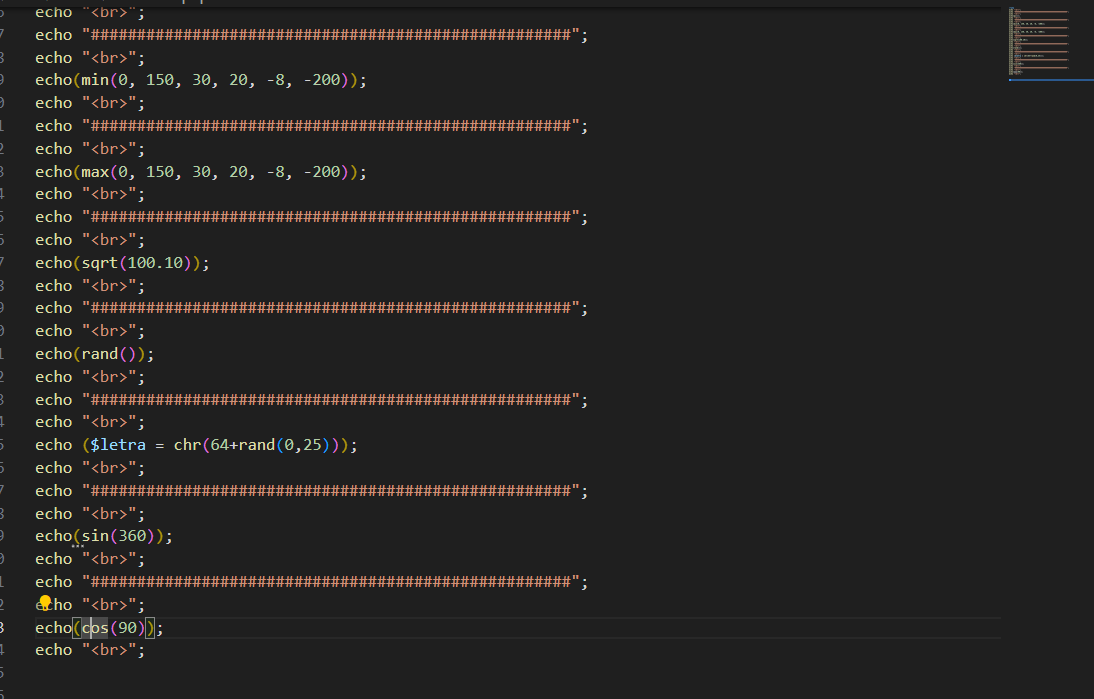 echo "<br>";
echo "####################################################";
echo "<br>";
echo(min(0, 150, 30, 20, -8, -200));
echo "<br>";
echo "####################################################";
echo "<br>";
echo(max(0, 150, 30, 20, -8, -200));
echo "<br>";
echo "####################################################";
echo "<br>";
echo(sqrt(100.10));
echo "<br>";
echo "####################################################";
echo "<br>";
echo(rand());
echo "<br>";
echo "####################################################";
echo "<br>";
echo ($letra = chr(64+rand(0,25)));
echo "<br>";
echo "####################################################";
echo "<br>";
echo(sin(360));
echo "<br>";
echo "####################################################";
echo "<br>";
echo(cos(90));
echo "<br>";